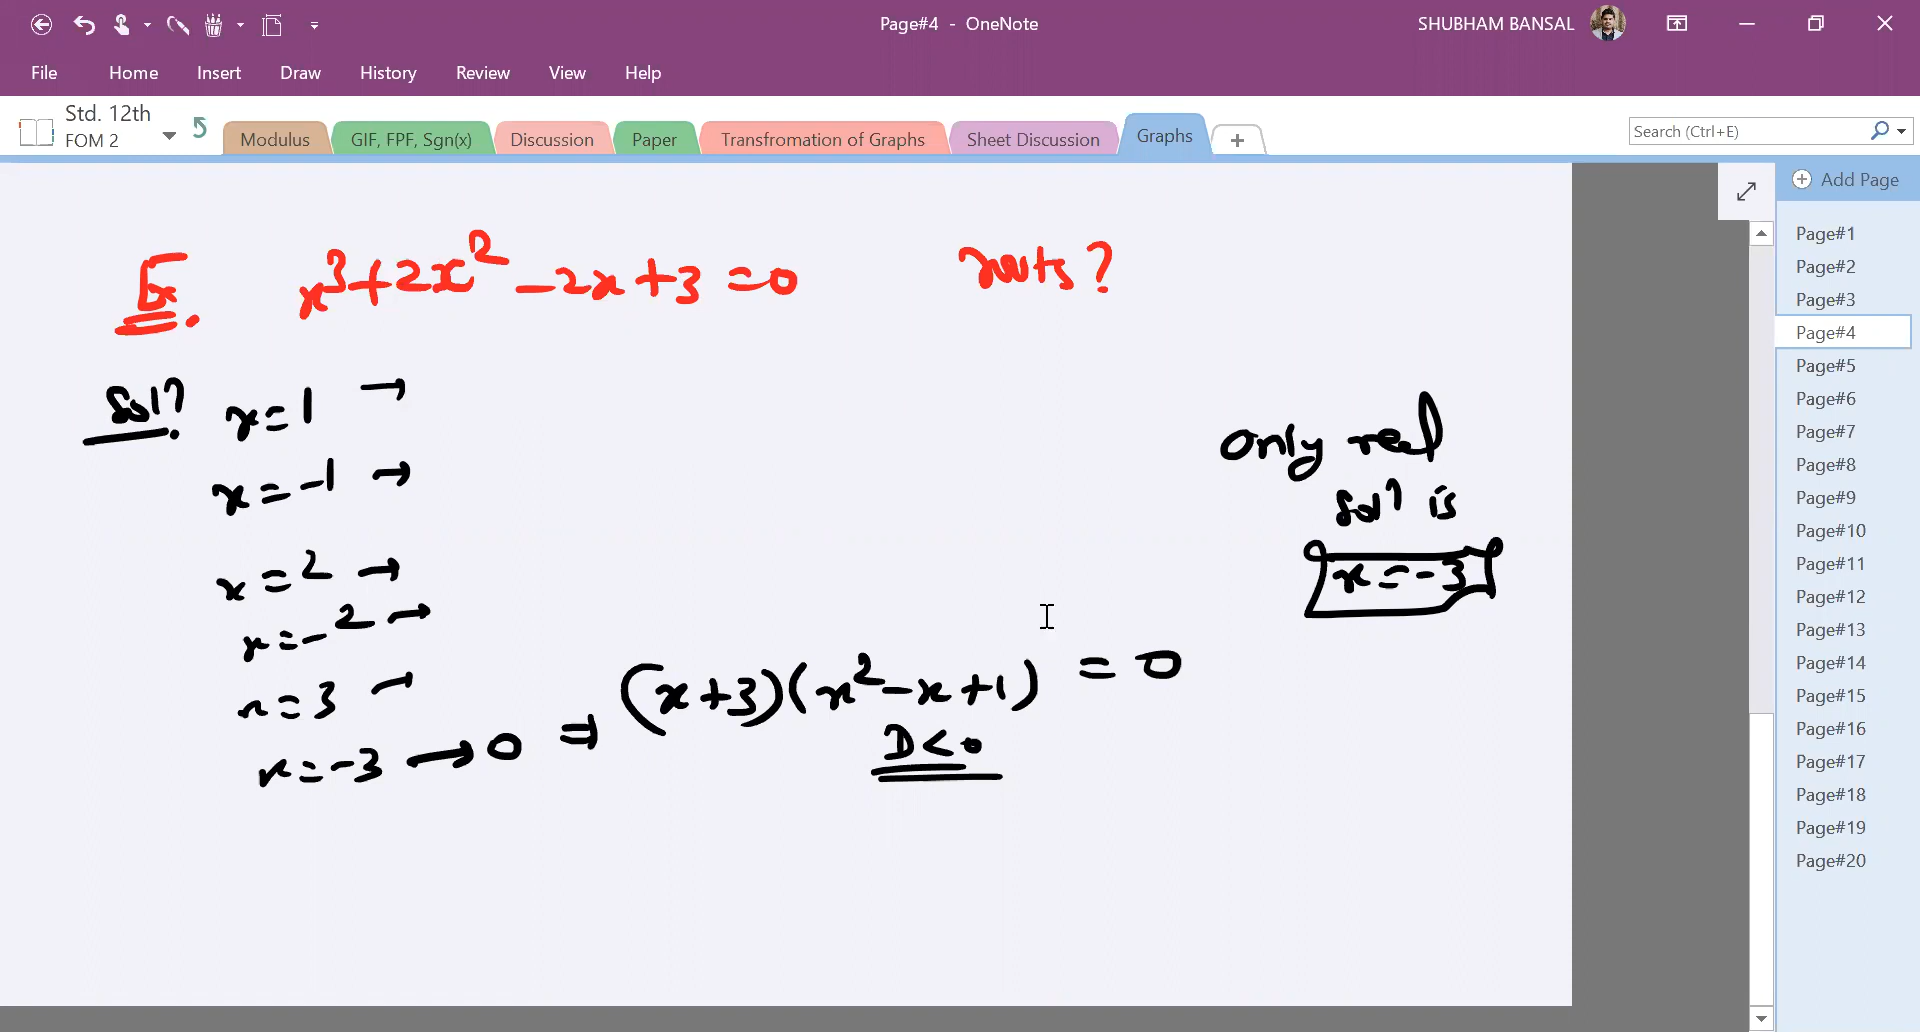 Page#4 - OneNote
SHUBHAM BANSAL
File Home Insert Draw History Review View Help
Std. 12th
FOM 2
Modulus GIF, FPF, Sgn(x) Discussion Paper Transfromation of Graphs Sheet Discussion Graphs +
Search (Ctrl+E)
Add Page
Page#1
Page#2
Page#3
Page#4
Page#5
Page#6
Page#7
Page#8
Page#9
Page#10
Page#11
Page#12
Page#13
Page#14
Page#15
Page#16
Page#17
Page#18
Page#19
Page#20
Ex. x³+2x²-2x+3=0 roots?
Solⁿ. x=1 →
x=-1 →
x=2 →
x=-2 →
x=3 →
x=-3 → 0 ⇒ (x+3)(x²-x+1) = 0
D<0
only real
solⁿ is
x=-3